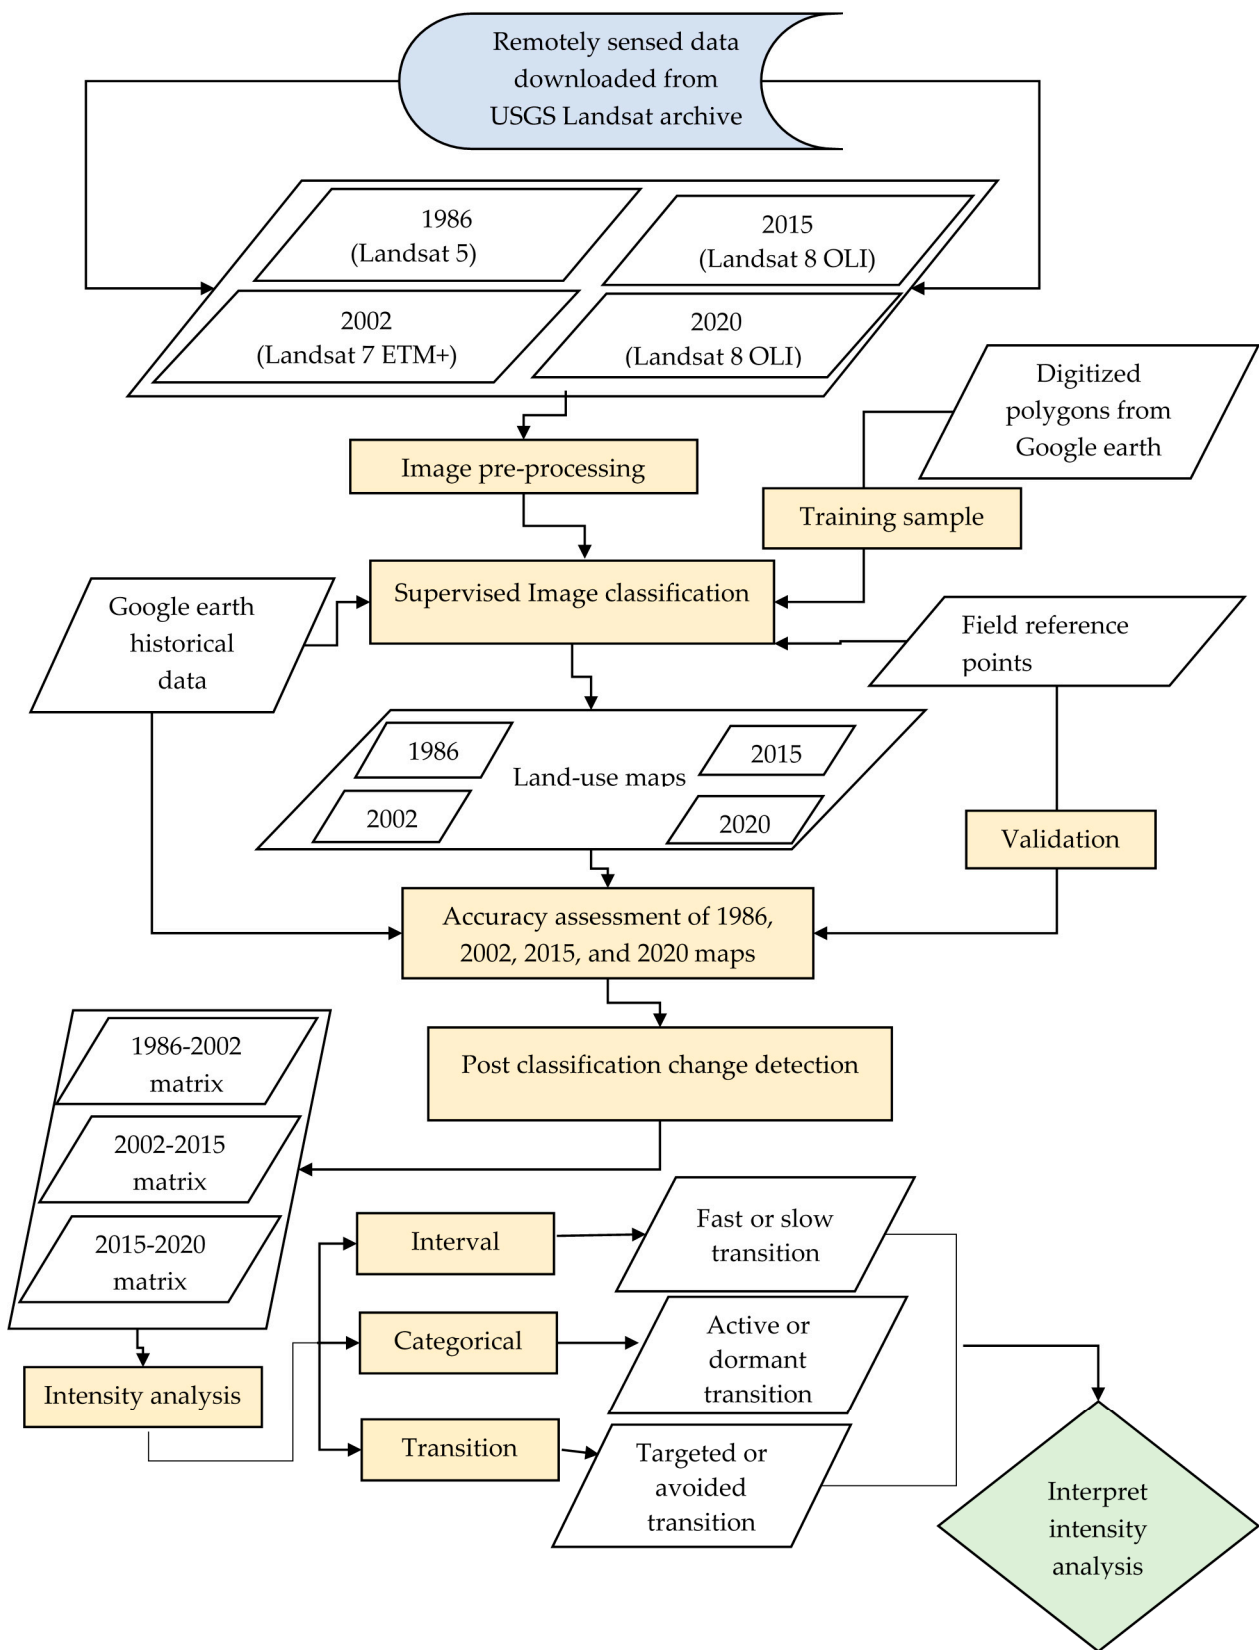 Remotely sensed data
downloaded from
USGS Landsat archive
1986
(Landsat 5)
2015
(Landsat 8 OLI)
2002
(Landsat 7 ETM+)
2020
(Landsat 8 OLI)
Digitized
polygons from
Google earth
Image pre-processing
Training sample
Supervised Image classification
Google earth
historical
data
Field reference
points
1986
2015
Land-use maps
2002
2020
Validation
Accuracy assessment of 1986,
2002, 2015, and 2020 maps
Post classification change detection
1986-2002
matrix
2002-2015
matrix
2015-2020
matrix
Interval
Fast or slow
transition
Categorical
Active or
dormant
transition
Intensity analysis
Transition
Targeted or
avoided
transition
Interpret
intensity
analysis